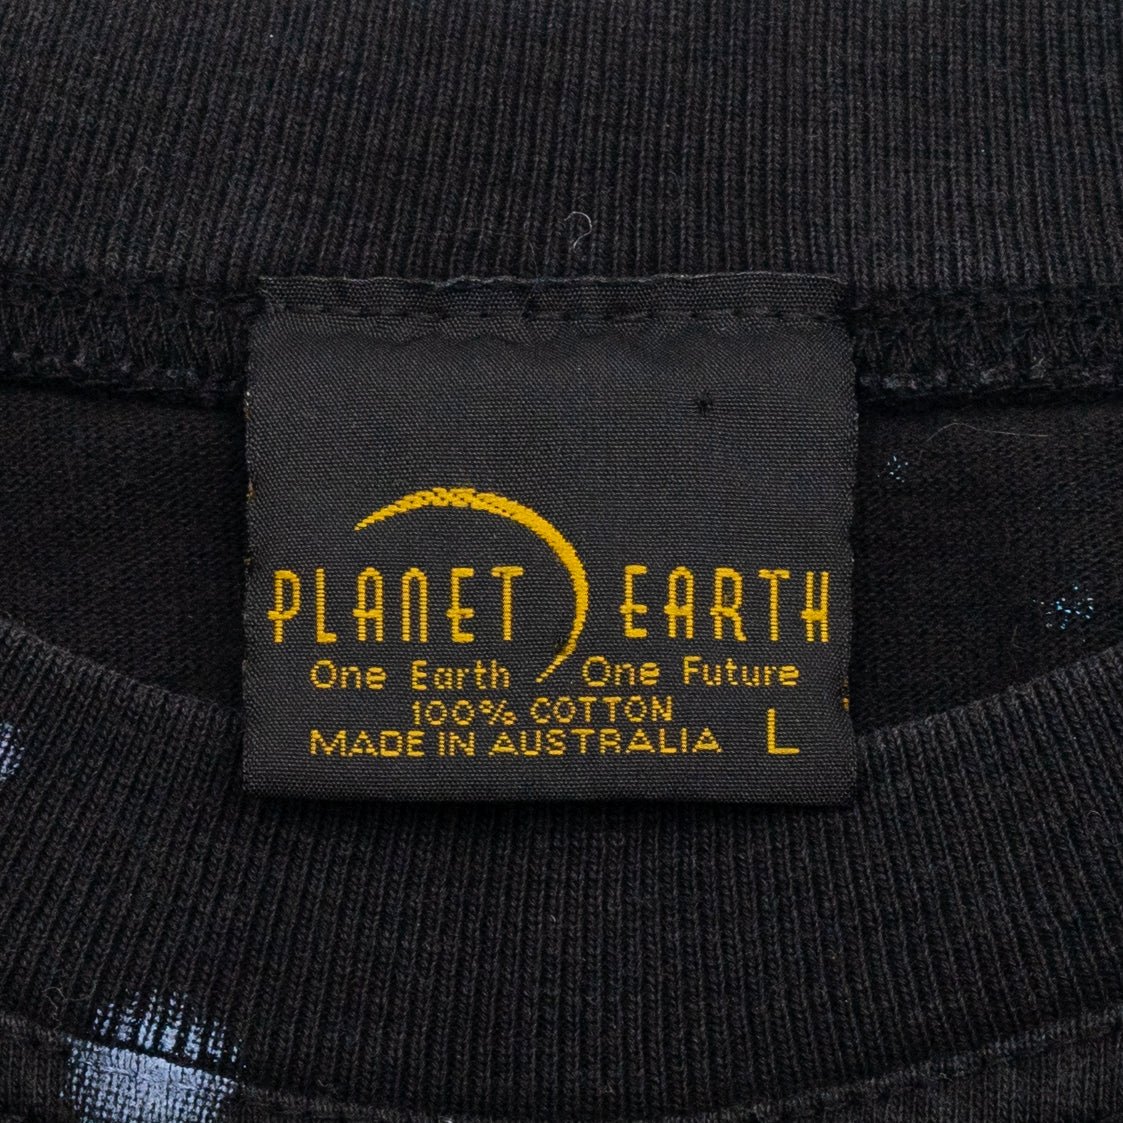 PLANET EARTH
One Earth One Future
100% COTTON
MADE IN AUSTRALIA L